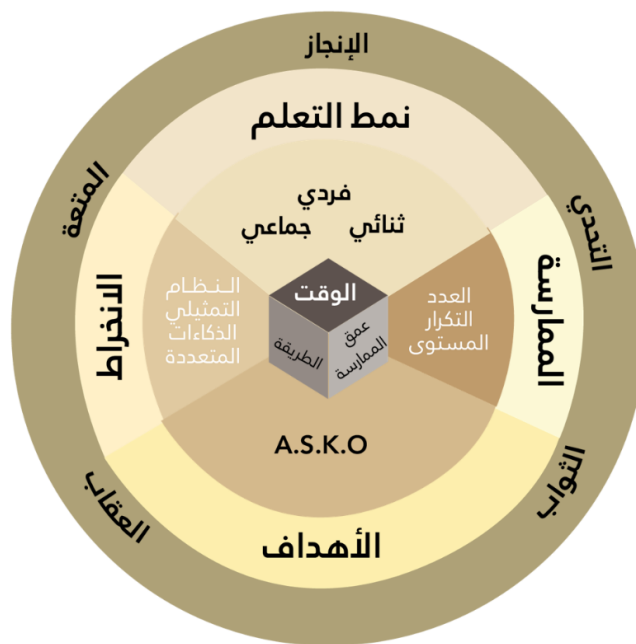 الإنجاز
التحدي
الثواب
العقاب
المتعة
نمط التعلم
الممارسة
الأهداف
الانخراط
فردي
ثنائي
جماعي
العدد
التكرار
المستوى
A.S.K.O
النظام
التمثيلي
الذكاءات
المتعددة
الوقت
عمق
الممارسة
الطريقة